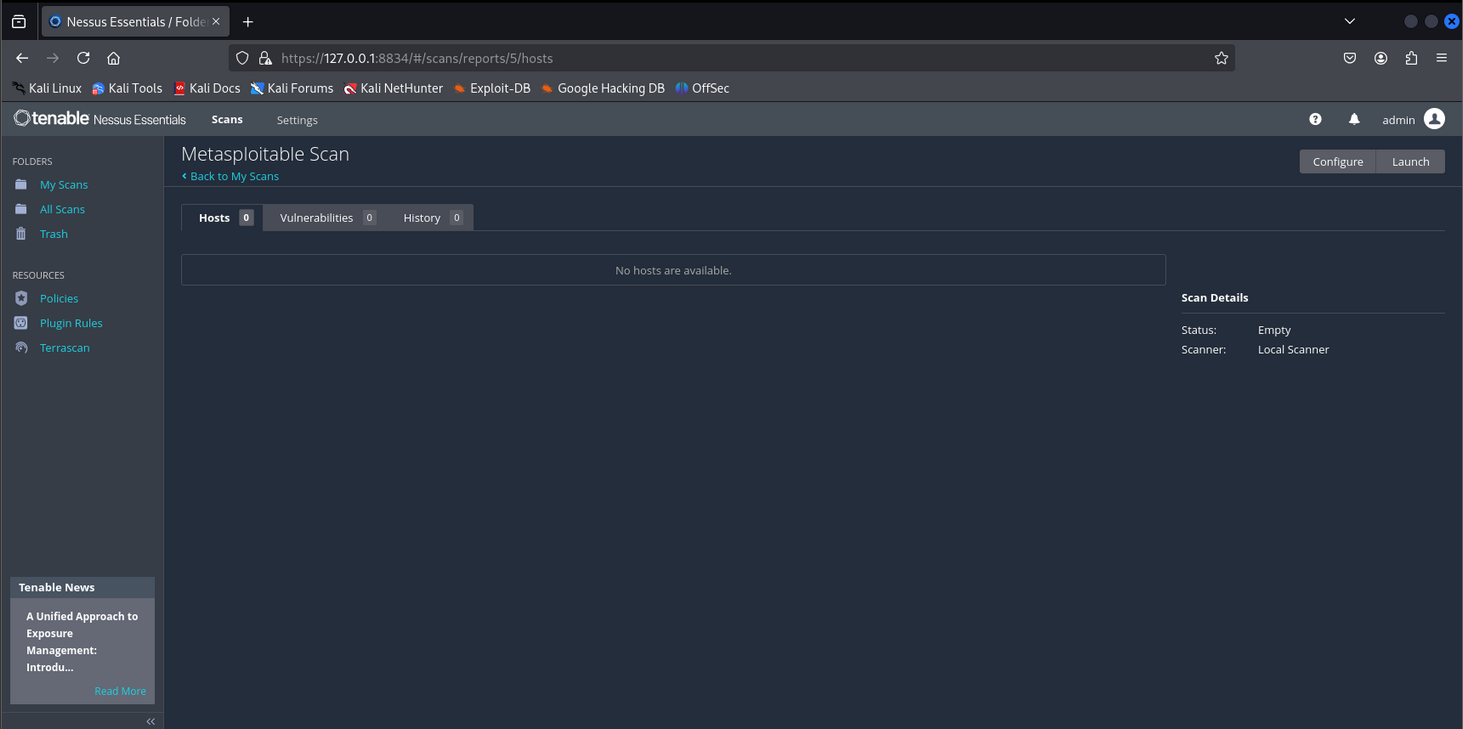 Nessus Essentials / Folde
https://127.0.0.1:8834/#/scans/reports/5/hosts
Kali Linux Kali Tools Kali Docs Kali Forums Kali NetHunter Exploit-DB Google Hacking DB OffSec
tenable Nessus Essentials Scans Settings admin
FOLDERS
My Scans
All Scans
Trash
RESOURCES
Policies
Plugin Rules
Terrascan
Tenable News
A Unified Approach to
Exposure
Management:
Introdu...
Read More
Metasploitable Scan
Back to My Scans
Configure Launch
Hosts 0 Vulnerabilities 0 History 0
No hosts are available.
Scan Details
Status: Empty
Scanner: Local Scanner